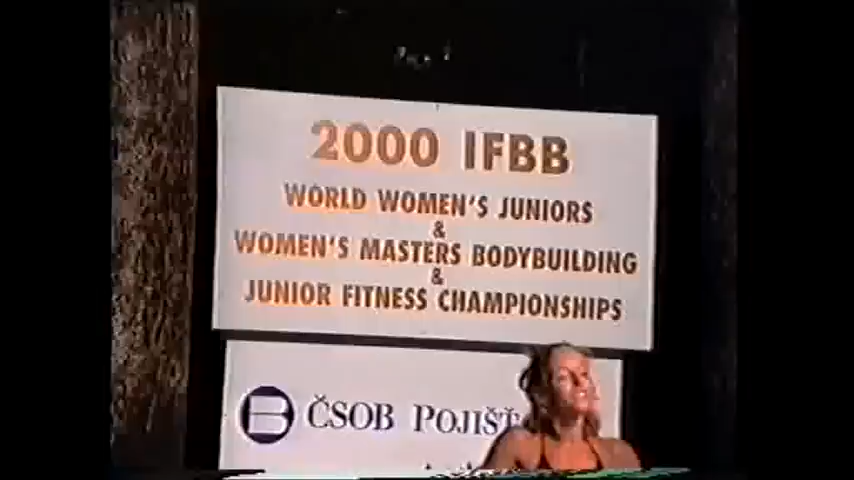 2000 IFBB
WORLD WOMEN'S JUNIORS
&
WOMEN'S MASTERS BODYBUILDING
&
JUNIOR FITNESS CHAMPIONSHIPS
ČSOB